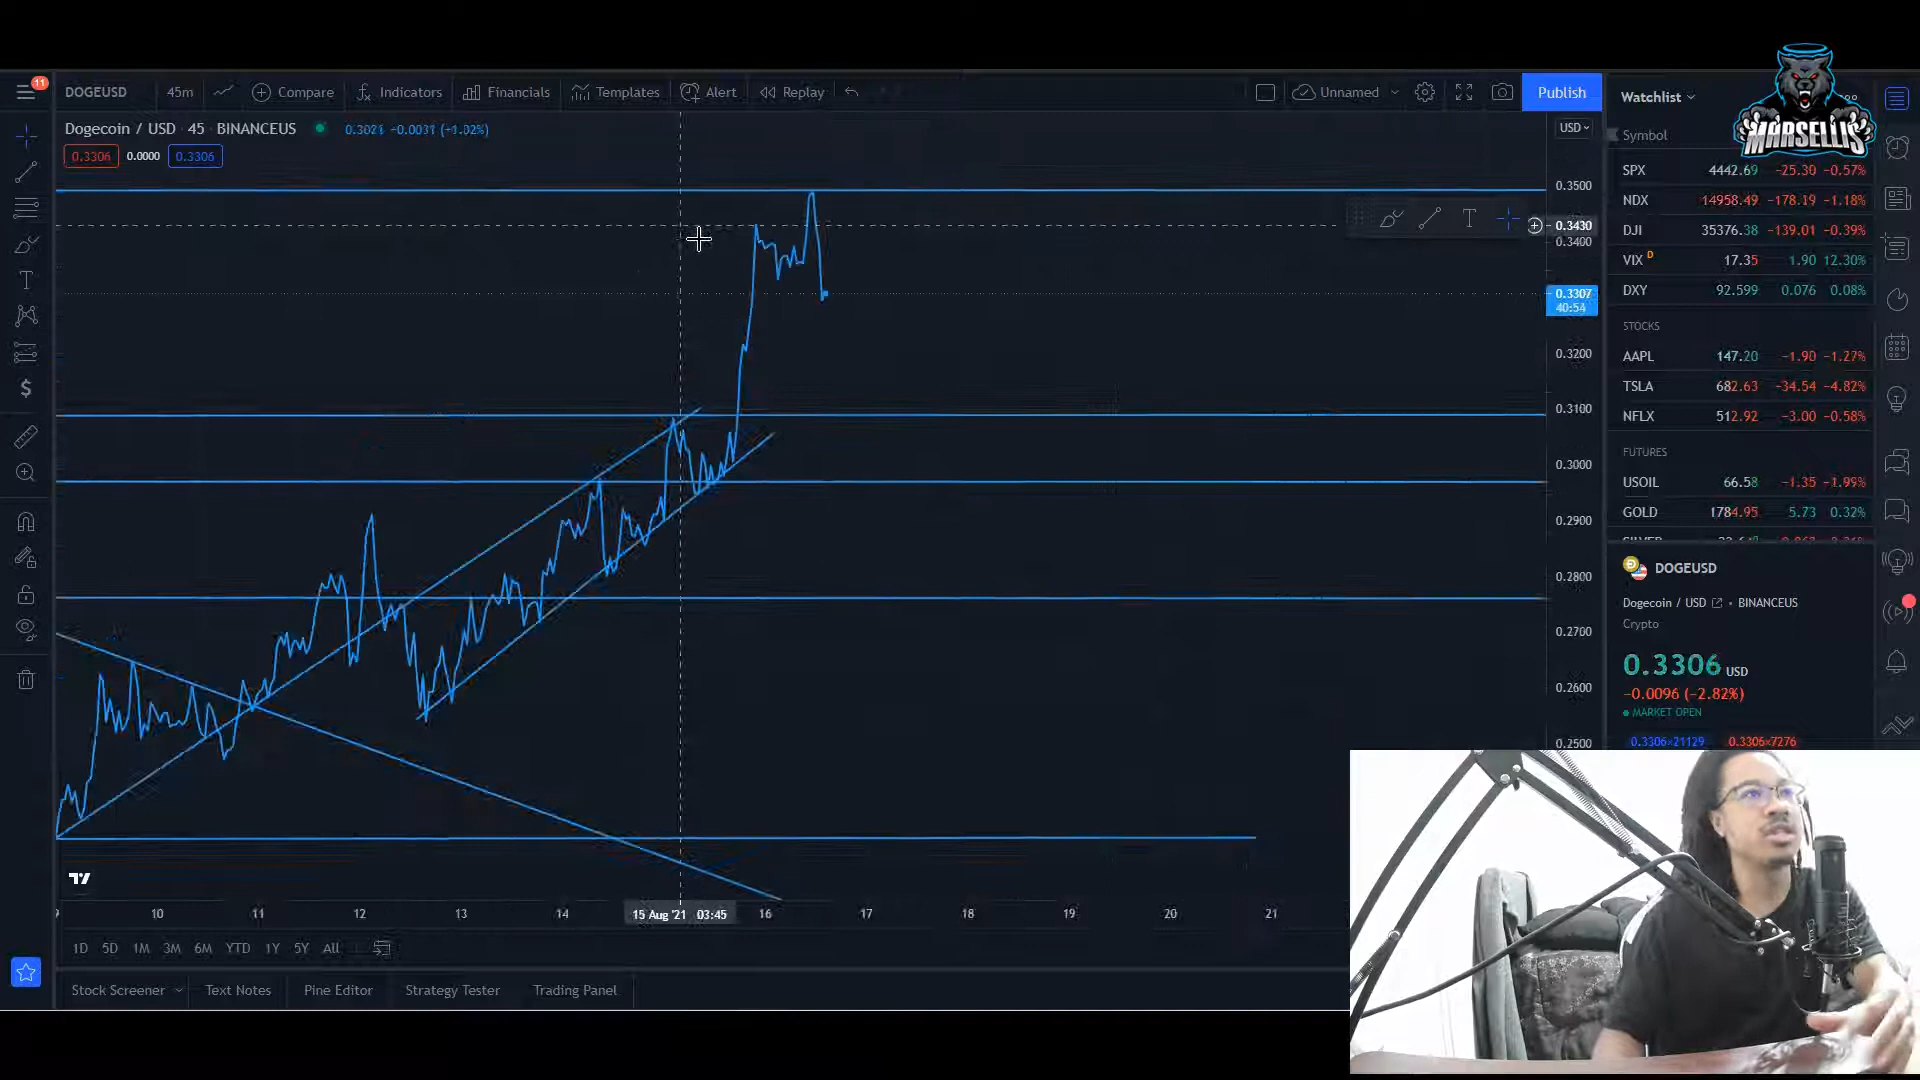 11
DOGEUSD 45m Compare Indicators Financials Templates Alert Replay Unnamed Publish
Dogecoin / USD · 45 · BINANCEUS 0.3021 −0.0031 (−1.02%)
0.3306 0.0000 0.3306
USD
0.3500
0.3430
0.3400
0.3307
40:54
0.3200
0.3100
0.3000
0.2900
0.2800
0.2700
0.2600
0.2500
9 10 11 12 13 14 15 Aug '21 03:45 16 17 18 19 20 21
1D 5D 1M 3M 6M YTD 1Y 5Y All
Stock Screener Text Notes Pine Editor Strategy Tester Trading Panel
Watchlist
MARSELLIS
Symbol
SPX 4442.69 −25.30 −0.57%
NDX 14958.49 −178.19 −1.18%
DJI 35376.38 −139.01 −0.39%
VIX D 17.35 1.90 12.30%
DXY 92.599 0.076 0.08%
STOCKS
AAPL 147.20 −1.90 −1.27%
TSLA 682.63 −34.54 −4.82%
NFLX 512.92 −3.00 −0.58%
FUTURES
USOIL 66.58 −1.35 −1.99%
GOLD 1784.95 5.73 0.32%
DOGEUSD
Dogecoin / USD • BINANCEUS
Crypto
0.3306 USD
−0.0096 (−2.82%)
MARKET OPEN
0.3306×21129 0.3306×7276